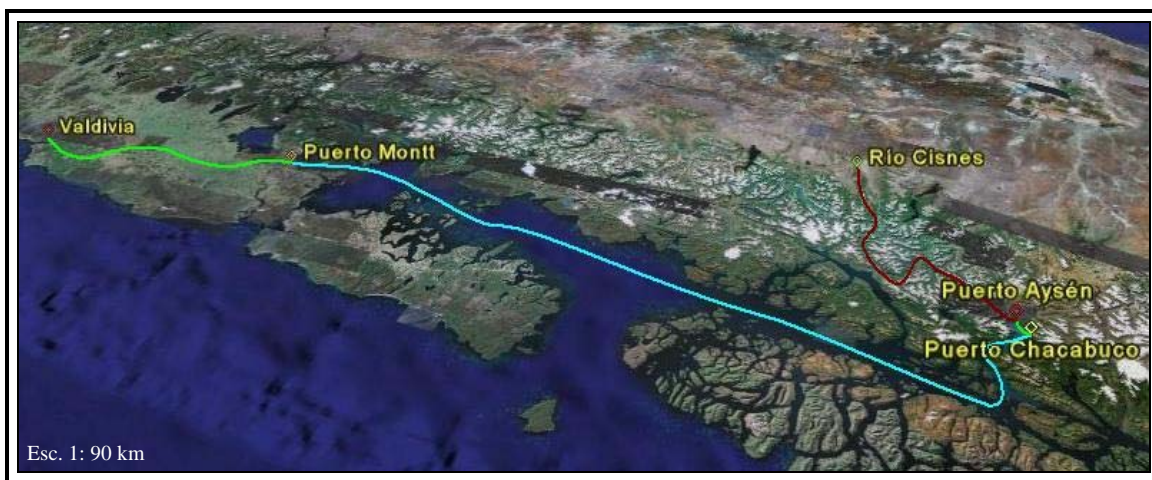 Valdivia
Puerto Montt
Río Cisnes
Puerto Aysén
Puerto Chacabuco
Esc. 1: 90 km